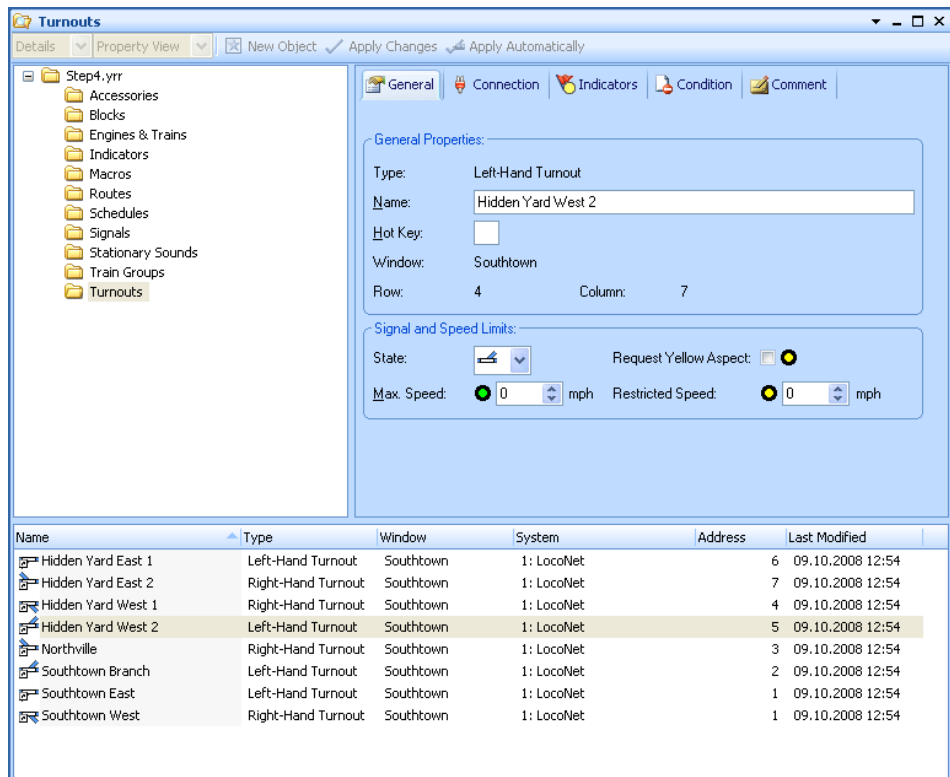 Turnouts
Details Property View New Object Apply Changes Apply Automatically
Step4.yrr
Accessories
Blocks
Engines & Trains
Indicators
Macros
Routes
Schedules
Signals
Stationary Sounds
Train Groups
Turnouts
General Connection Indicators Condition Comment
General Properties:
Type: Left-Hand Turnout
Name: Hidden Yard West 2
Hot Key:
Window: Southtown
Row: 4 Column: 7
Signal and Speed Limits:
State: Request Yellow Aspect:
Max. Speed: 0 mph Restricted Speed: 0 mph
Name Type Window System Address Last Modified
Hidden Yard East 1 Left-Hand Turnout Southtown 1: LocoNet 6 09.10.2008 12:54
Hidden Yard East 2 Right-Hand Turnout Southtown 1: LocoNet 7 09.10.2008 12:54
Hidden Yard West 1 Right-Hand Turnout Southtown 1: LocoNet 4 09.10.2008 12:54
Hidden Yard West 2 Left-Hand Turnout Southtown 1: LocoNet 5 09.10.2008 12:54
Northville Right-Hand Turnout Southtown 1: LocoNet 3 09.10.2008 12:54
Southtown Branch Left-Hand Turnout Southtown 1: LocoNet 2 09.10.2008 12:54
Southtown East Left-Hand Turnout Southtown 1: LocoNet 1 09.10.2008 12:54
Southtown West Right-Hand Turnout Southtown 1: LocoNet 1 09.10.2008 12:54